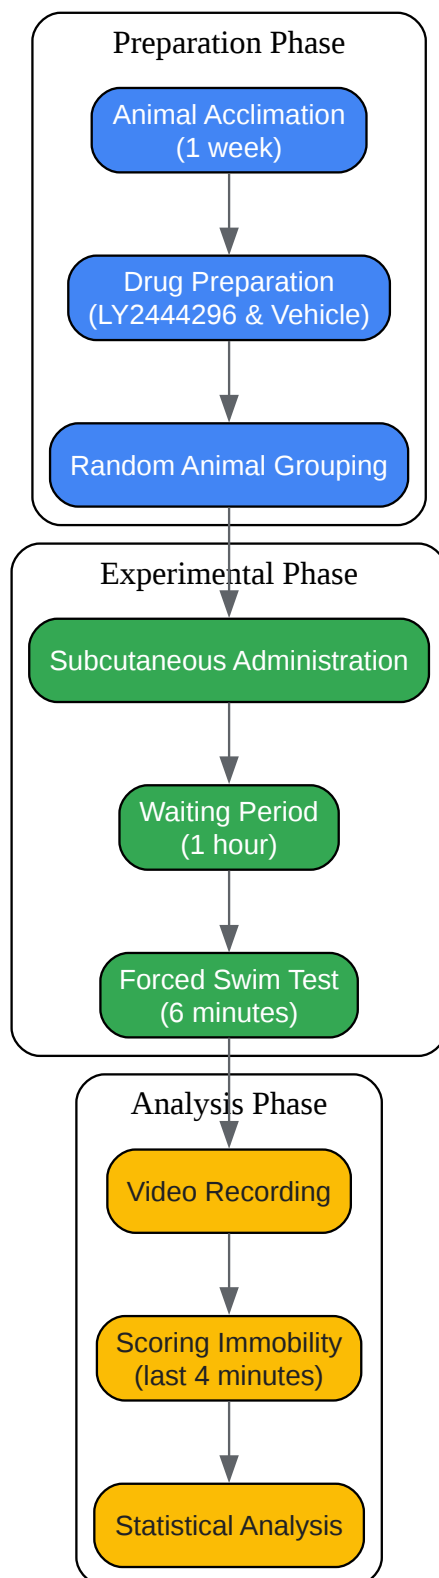 Preparation Phase
Animal Acclimation
(1 week)
Drug Preparation
(LY2444296 & Vehicle)
Random Animal Grouping
Experimental Phase
Subcutaneous Administration
Waiting Period
(1 hour)
Forced Swim Test
(6 minutes)
Analysis Phase
Video Recording
Scoring Immobility
(last 4 minutes)
Statistical Analysis